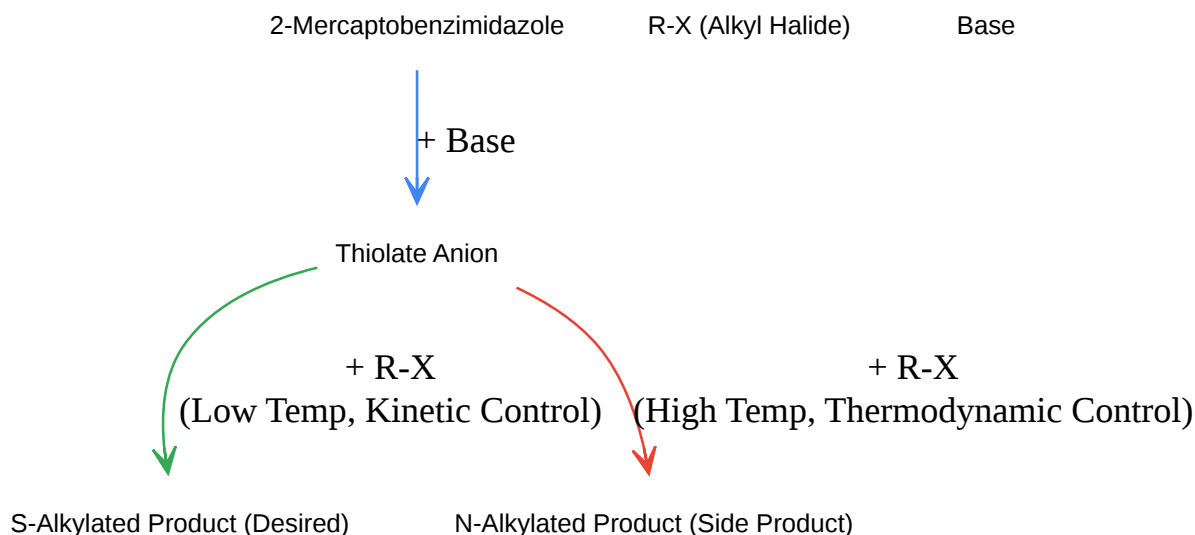 2-Mercaptobenzimidazole R-X (Alkyl Halide) Base
+ Base
Thiolate Anion
+ R-X
(Low Temp, Kinetic Control)
+ R-X
(High Temp, Thermodynamic Control)
S-Alkylated Product (Desired) N-Alkylated Product (Side Product)